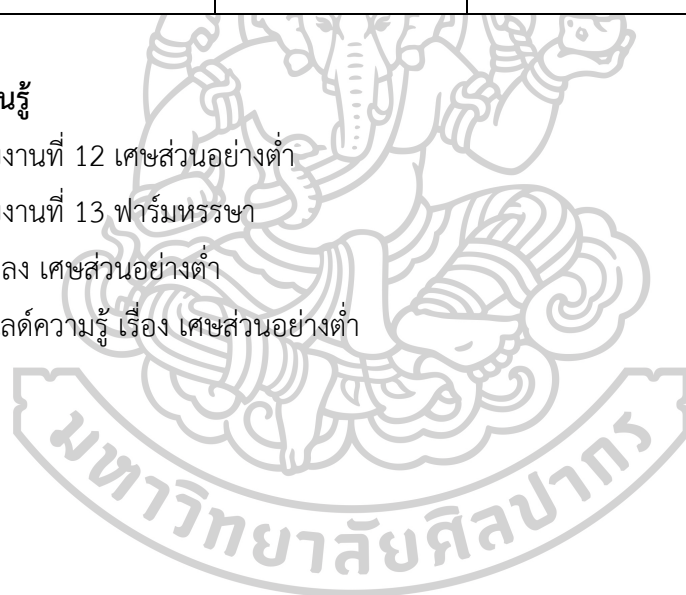 นรู้
งานที่ 12 เศษส่วนอย่างต่ำ
งานที่ 13 ฟาร์มหรรษา
ลง เศษส่วนอย่างต่ำ
ลด์ความรู้ เรื่อง เศษส่วนอย่างต่ำ
มหาวิทยาลัยศิลปากร